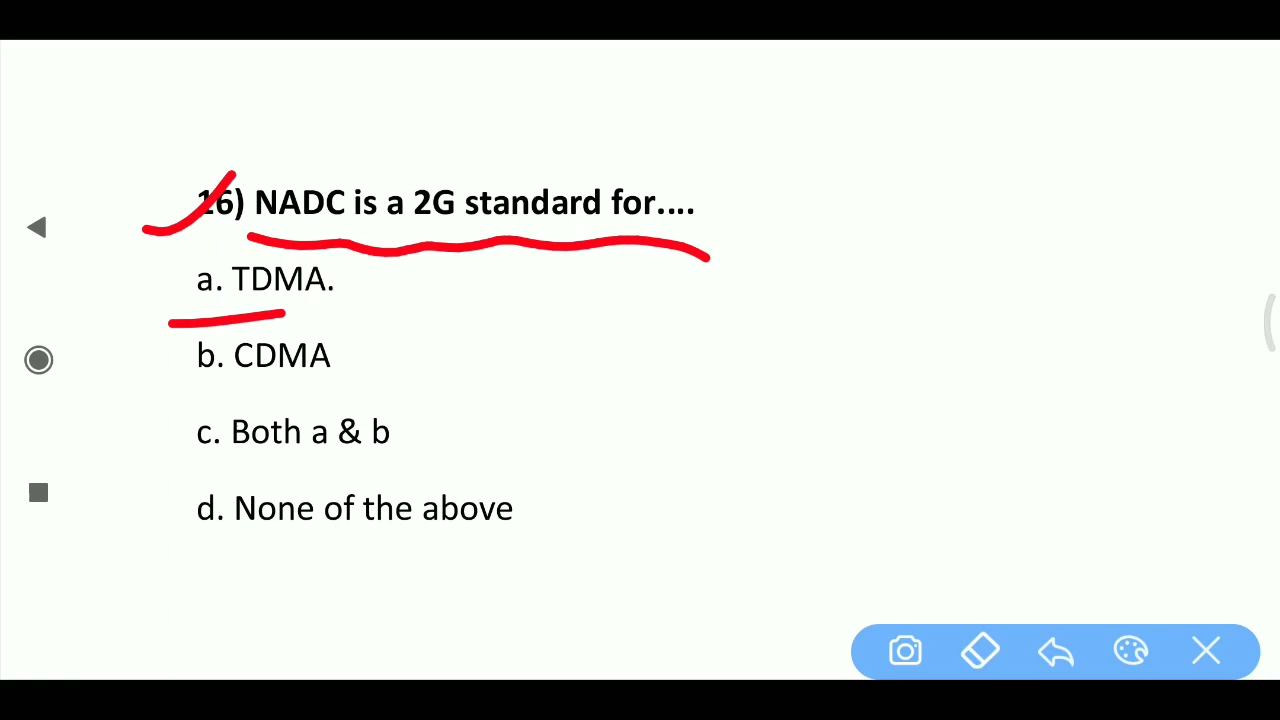 16) NADC is a 2G standard for....
a. TDMA.
b. CDMA
c. Both a & b
d. None of the above